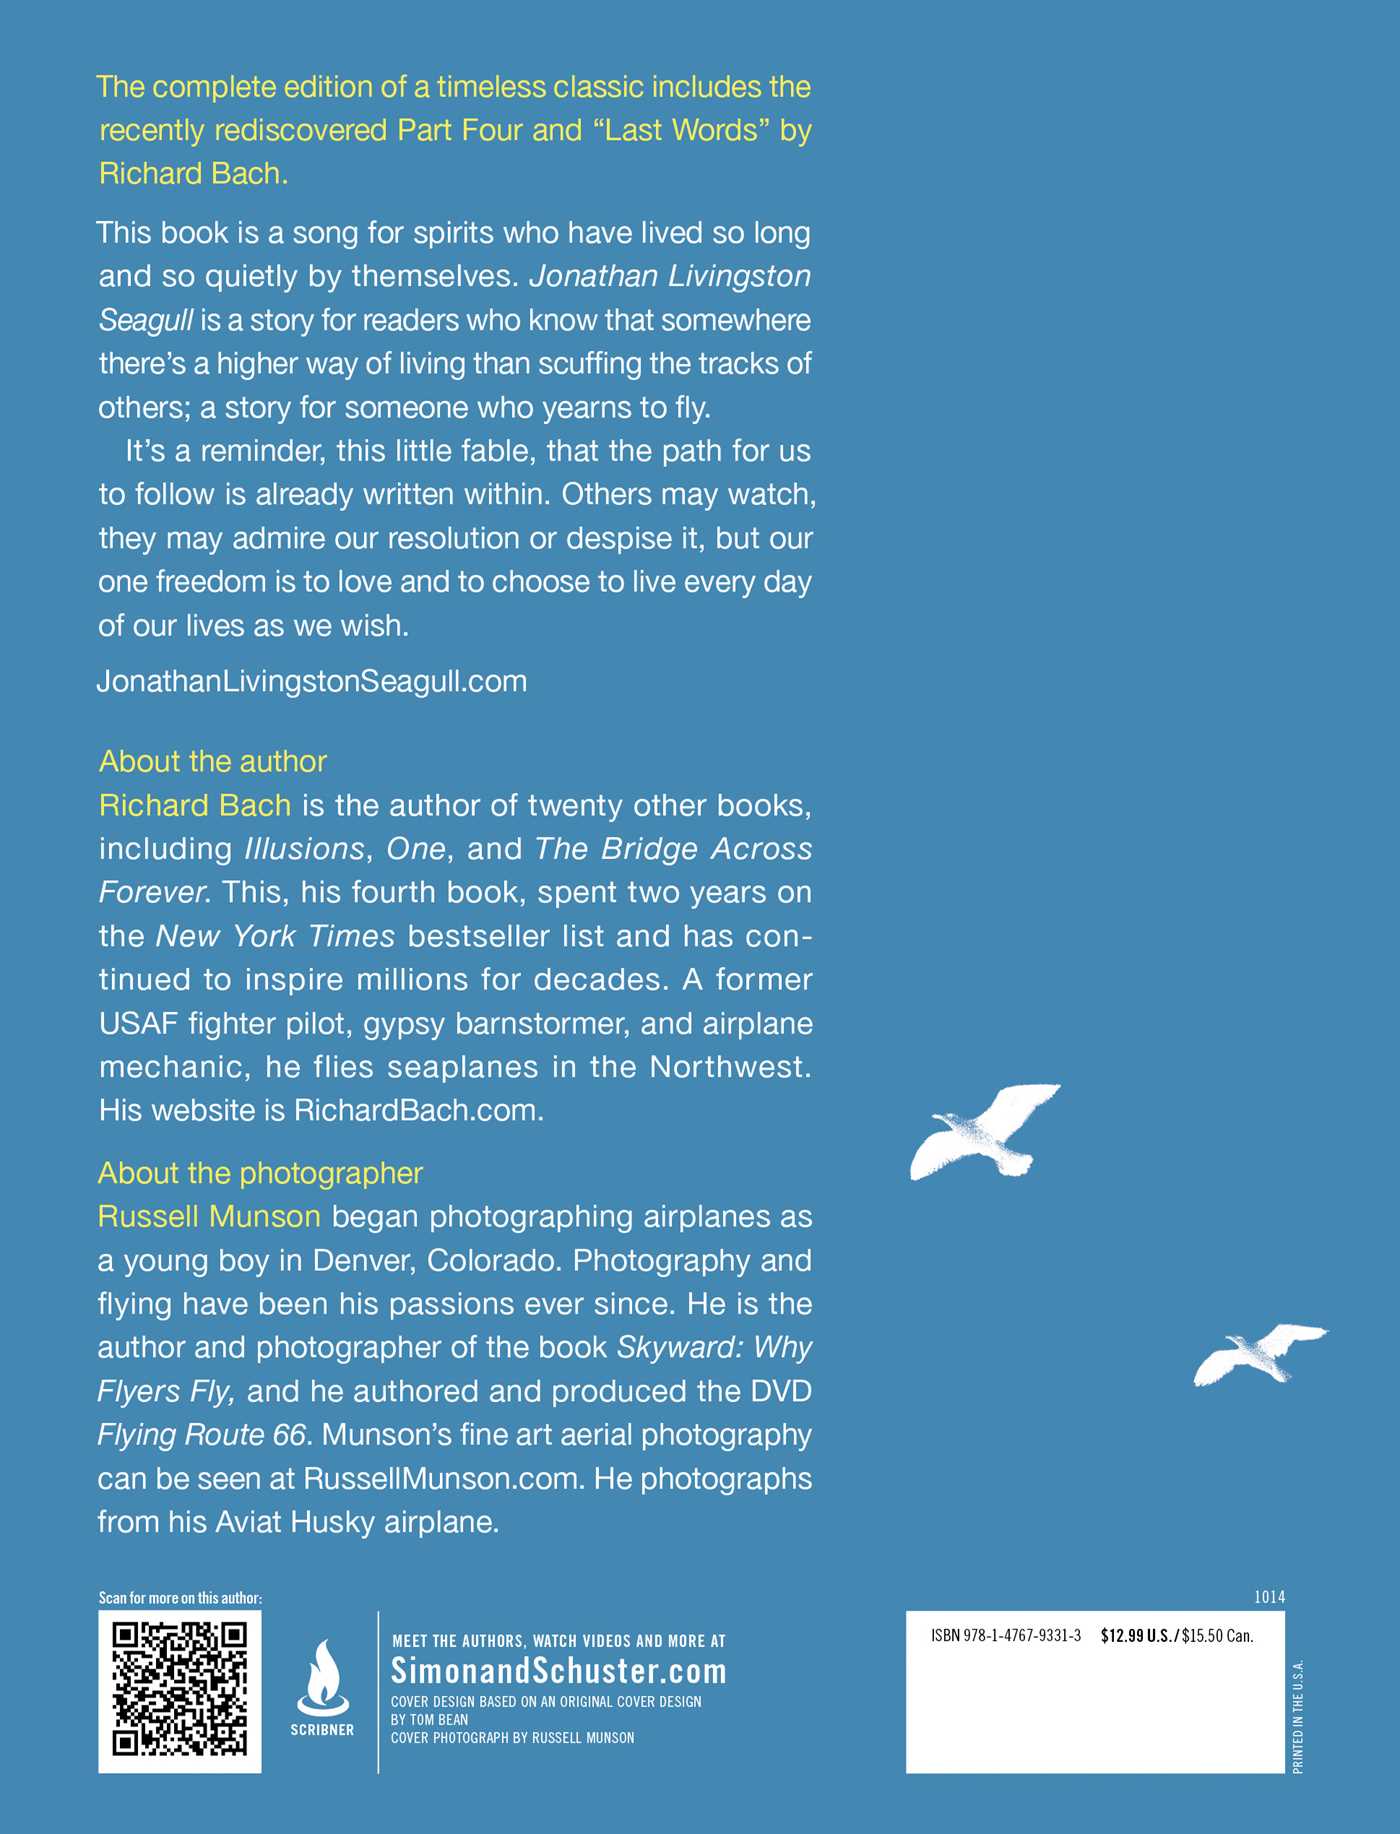 The complete edition of a timeless classic includes the
recently rediscovered Part Four and “Last Words” by
Richard Bach.
This book is a song for spirits who have lived so long
and so quietly by themselves. Jonathan Livingston
Seagull is a story for readers who know that somewhere
there’s a higher way of living than scuffing the tracks of
others; a story for someone who yearns to fly.
It’s a reminder, this little fable, that the path for us
to follow is already written within. Others may watch,
they may admire our resolution or despise it, but our
one freedom is to love and to choose to live every day
of our lives as we wish.
JonathanLivingstonSeagull.com
About the author
Richard Bach is the author of twenty other books,
including Illusions, One, and The Bridge Across
Forever. This, his fourth book, spent two years on
the New York Times bestseller list and has con-
tinued to inspire millions for decades. A former
USAF fighter pilot, gypsy barnstormer, and airplane
mechanic, he flies seaplanes in the Northwest.
His website is RichardBach.com.
About the photographer
Russell Munson began photographing airplanes as
a young boy in Denver, Colorado. Photography and
flying have been his passions ever since. He is the
author and photographer of the book Skyward: Why
Flyers Fly, and he authored and produced the DVD
Flying Route 66. Munson’s fine art aerial photography
can be seen at RussellMunson.com. He photographs
from his Aviat Husky airplane.
Scan for more on this author:
SCRIBNER
MEET THE AUTHORS, WATCH VIDEOS AND MORE AT
SimonandSchuster.com
COVER DESIGN BASED ON AN ORIGINAL COVER DESIGN
BY TOM BEAN
COVER PHOTOGRAPH BY RUSSELL MUNSON
1014
ISBN 978-1-4767-9331-3 $12.99 U.S./$15.50 Can.
PRINTED IN THE U.S.A.